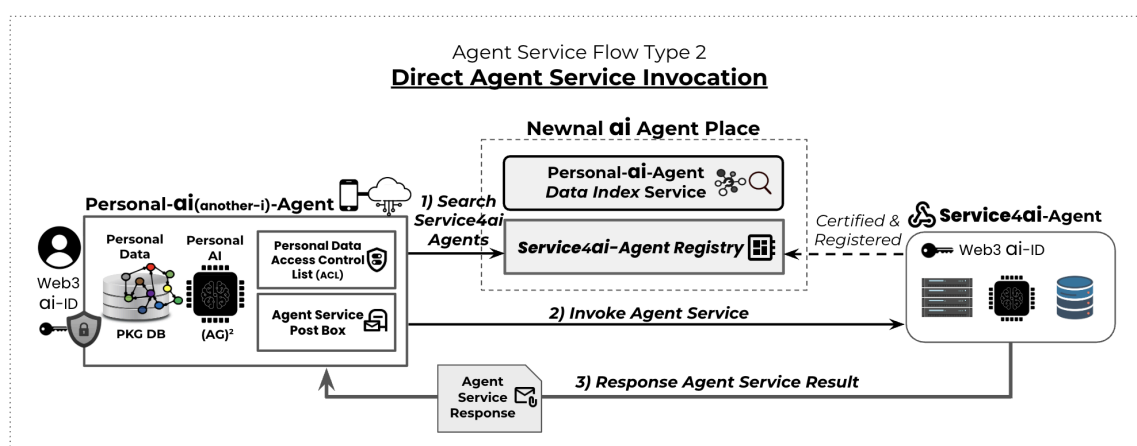 Agent Service Flow Type 2
Direct Agent Service Invocation
Newnal ai Agent Place
Personal-ai-Agent
Data Index Service
Service4ai-Agent Registry
Personal-ai(another-i)-Agent
Web3
ai-ID
Personal
Data
PKG DB
Personal
AI
(AG)²
Personal Data
Access Control
List (ACL)
Agent Service
Post Box
1) Search
Service4ai
Agents
Certified &
Registered
Service4ai-Agent
Web3 ai-ID
2) Invoke Agent Service
3) Response Agent Service Result
Agent
Service
Response